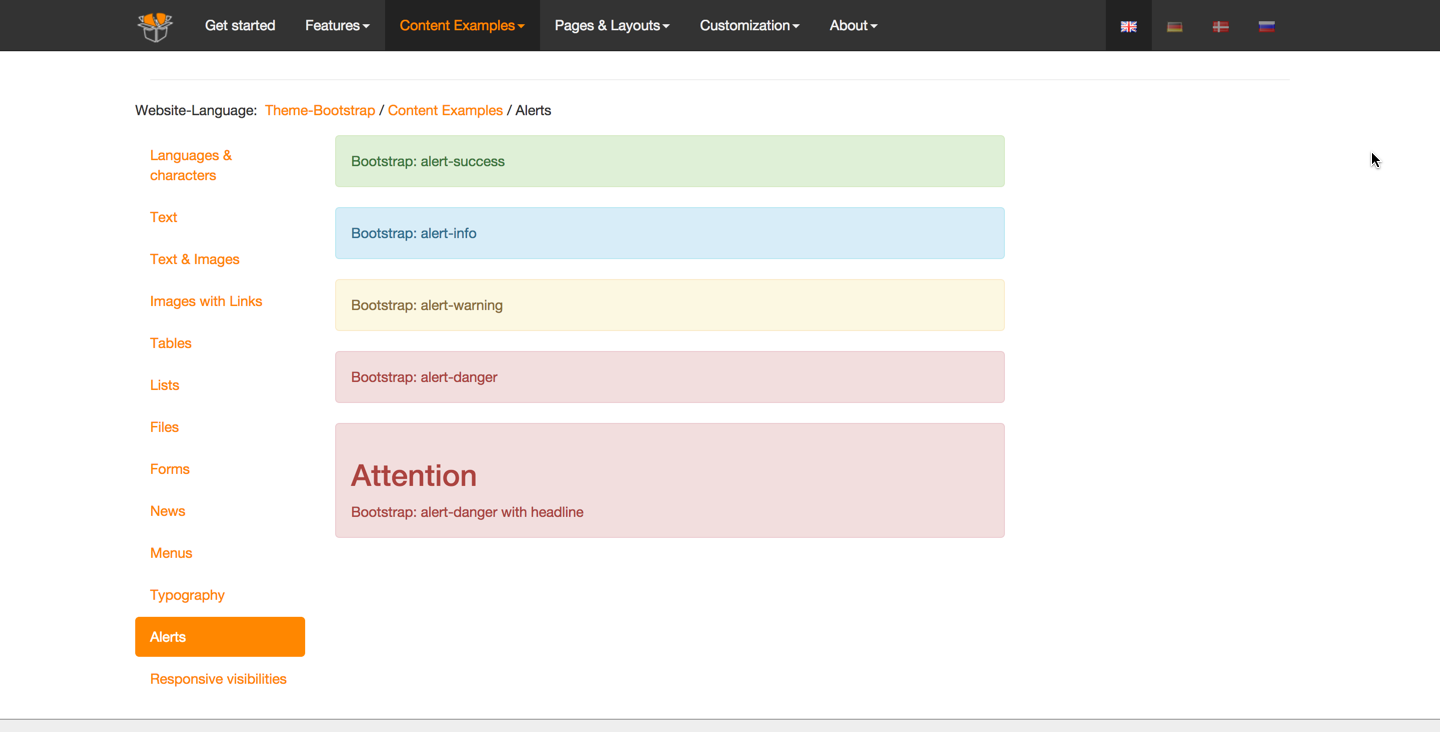 Get started Features Content Examples Pages & Layouts Customization About
Website-Language: Theme-Bootstrap / Content Examples / Alerts
Languages &
characters
Text
Text & Images
Images with Links
Tables
Lists
Files
Forms
News
Menus
Typography
Alerts
Responsive visibilities
Bootstrap: alert-success
Bootstrap: alert-info
Bootstrap: alert-warning
Bootstrap: alert-danger
Attention
Bootstrap: alert-danger with headline